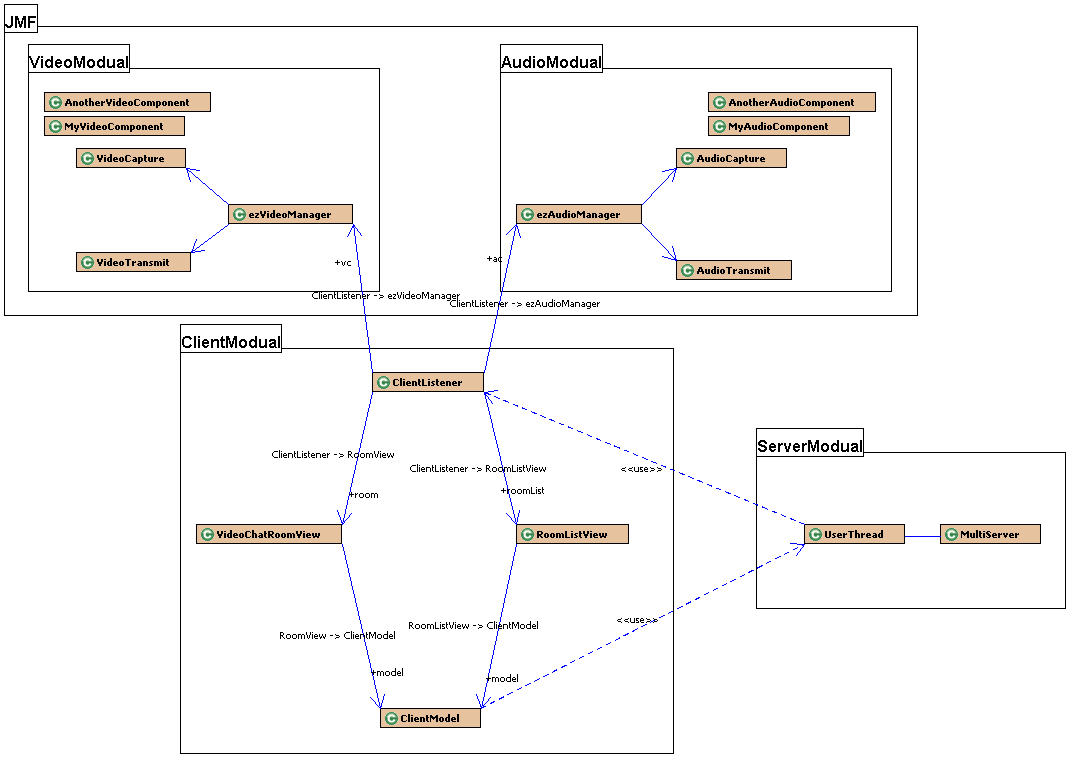 JMF
VideoModual
AudioModual
AnotherVideoComponent
AnotherAudioComponent
MyVideoComponent
MyAudioComponent
VideoCapture
AudioCapture
ezVideoManager
ezAudioManager
VideoTransmit
AudioTransmit
+vc
+ac
ClientListener -> ezVideoManager
ClientListener -> ezAudioManager
ClientModual
ClientListener
ServerModual
ClientListener -> RoomView
ClientListener -> RoomListView
<<use>>
+room
+roomList
VideoChatRoomView
RoomListView
UserThread
MultiServer
RoomView -> ClientModel
RoomListView -> ClientModel
<<use>>
+model
+model
ClientModel